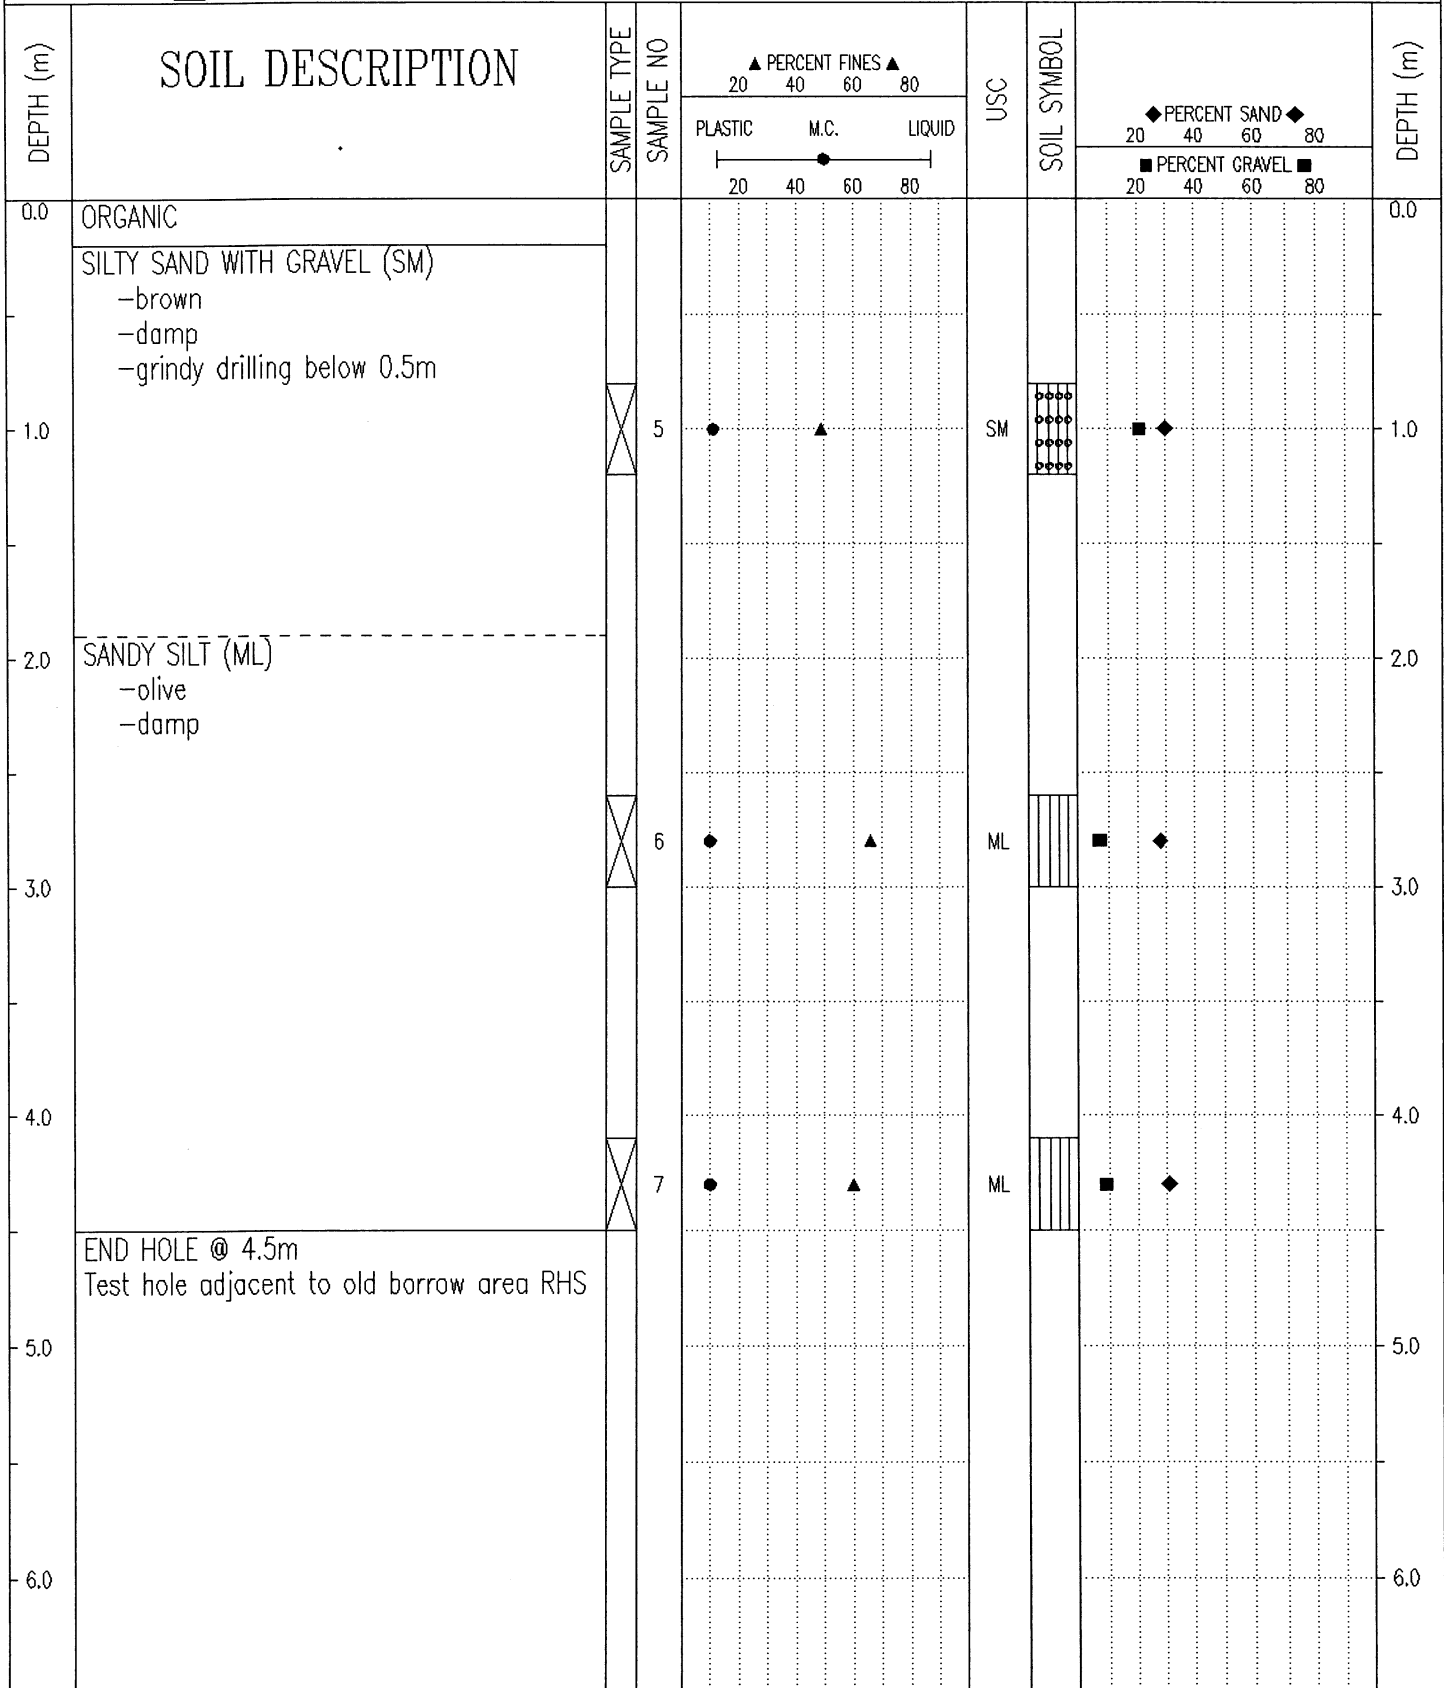 DEPTH (m)
SOIL DESCRIPTION
SAMPLE TYPE
SAMPLE NO
▲ PERCENT FINES ▲
20 40 60 80
PLASTIC M.C. LIQUID
20 40 60 80
USC
SOIL SYMBOL
◆ PERCENT SAND ◆
20 40 60 80
■ PERCENT GRAVEL ■
20 40 60 80
DEPTH (m)
0.0 ORGANIC 0.0
SILTY SAND WITH GRAVEL (SM)
-brown
-damp
-grindy drilling below 0.5m
1.0 5 SM 1.0
2.0 SANDY SILT (ML) 2.0
-olive
-damp
6 ML
3.0 3.0
4.0 4.0
7 ML
END HOLE @ 4.5m
Test hole adjacent to old borrow area RHS
5.0 5.0
6.0 6.0